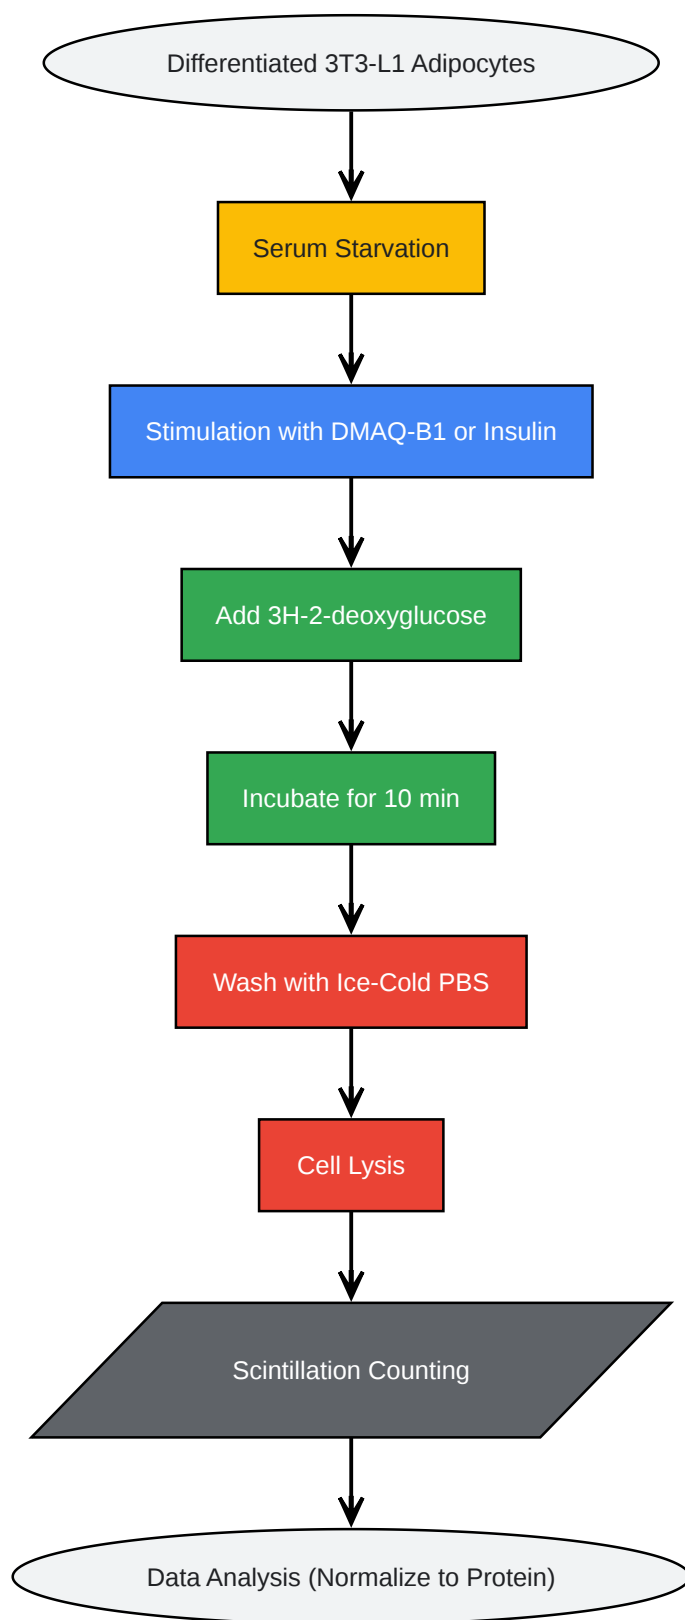 Differentiated 3T3-L1 Adipocytes
Serum Starvation
Stimulation with DMAQ-B1 or Insulin
Add 3H-2-deoxyglucose
Incubate for 10 min
Wash with Ice-Cold PBS
Cell Lysis
Scintillation Counting
Data Analysis (Normalize to Protein)